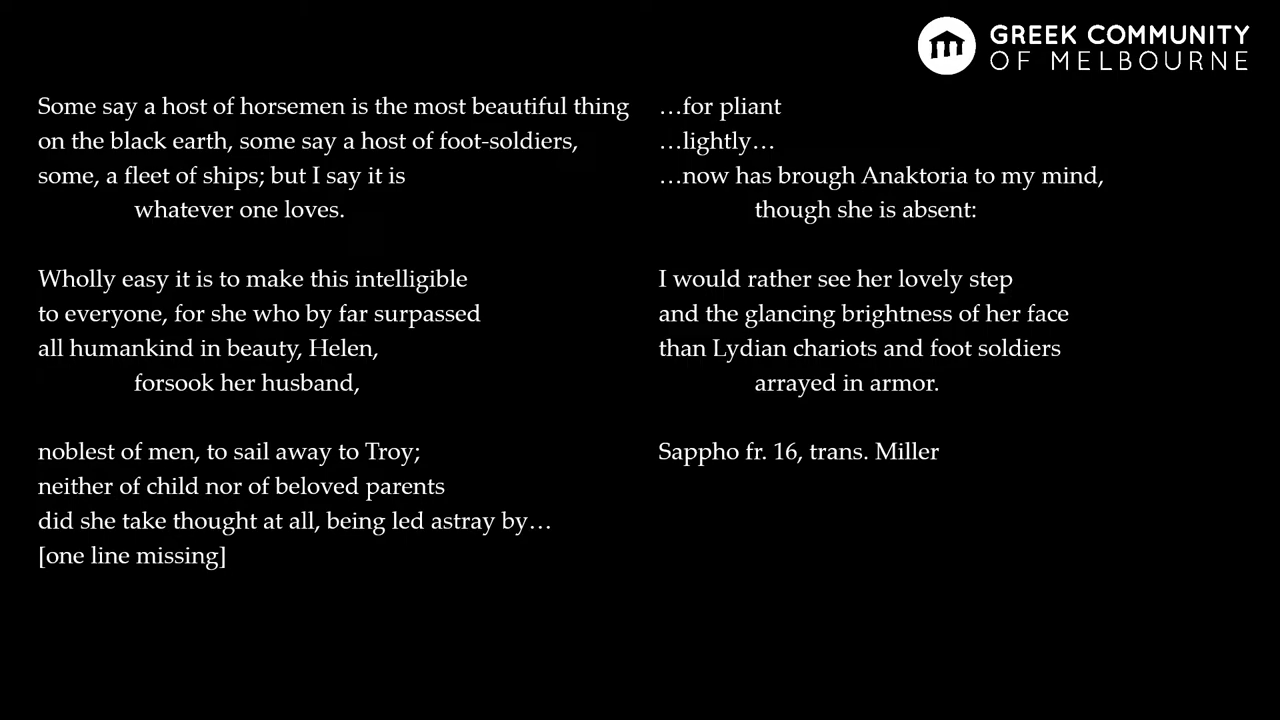 GREEK COMMUNITY
OF MELBOURNE
Some say a host of horsemen is the most beautiful thing
on the black earth, some say a host of foot-soldiers,
some, a fleet of ships; but I say it is
whatever one loves.
Wholly easy it is to make this intelligible
to everyone, for she who by far surpassed
all humankind in beauty, Helen,
forsook her husband,
noblest of men, to sail away to Troy;
neither of child nor of beloved parents
did she take thought at all, being led astray by…
[one line missing]
…for pliant
…lightly…
…now has brough Anaktoria to my mind,
though she is absent:
I would rather see her lovely step
and the glancing brightness of her face
than Lydian chariots and foot soldiers
arrayed in armor.
Sappho fr. 16, trans. Miller